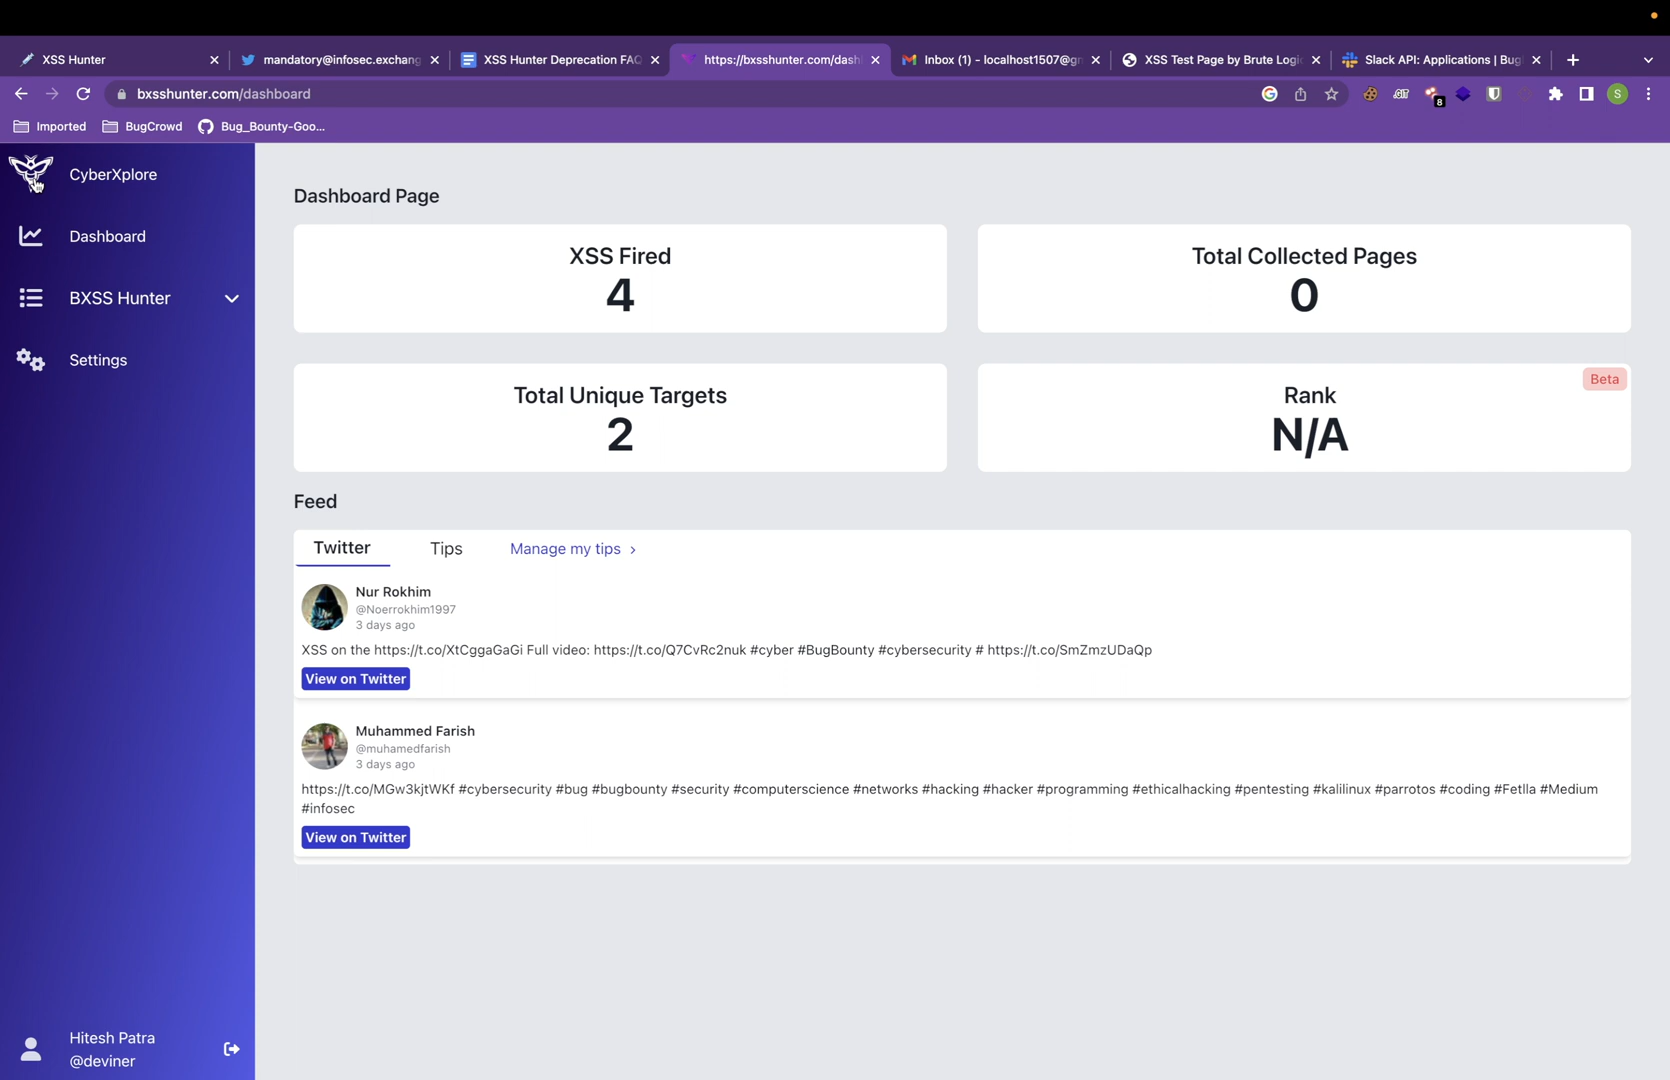 XSS Hunter
mandatory@infosec.exchang
XSS Hunter Deprecation FAQ
https://bxsshunter.com/dash
Inbox (1) - localhost1507@gm
XSS Test Page by Brute Logic
Slack API: Applications | Bug
bxsshunter.com/dashboard
8
S
Imported
BugCrowd
Bug_Bounty-Goo...
CyberXplore
Dashboard
BXSS Hunter
Settings
Dashboard Page
XSS Fired
4
Total Collected Pages
0
Total Unique Targets
2
Beta
Rank
N/A
Feed
Twitter
Tips
Manage my tips >
Nur Rokhim
@Noerrokhim1997
3 days ago
XSS on the https://t.co/XtCggaGaGi Full video: https://t.co/Q7CvRc2nuk #cyber #BugBounty #cybersecurity # https://t.co/SmZmzUDaQp
View on Twitter
Muhammed Farish
@muhamedfarish
3 days ago
https://t.co/MGw3kjtWKf #cybersecurity #bug #bugbounty #security #computerscience #networks #hacking #hacker #programming #ethicalhacking #pentesting #kalilinux #parrotos #coding #Fetlla #Medium
#infosec
View on Twitter
Hitesh Patra
@deviner